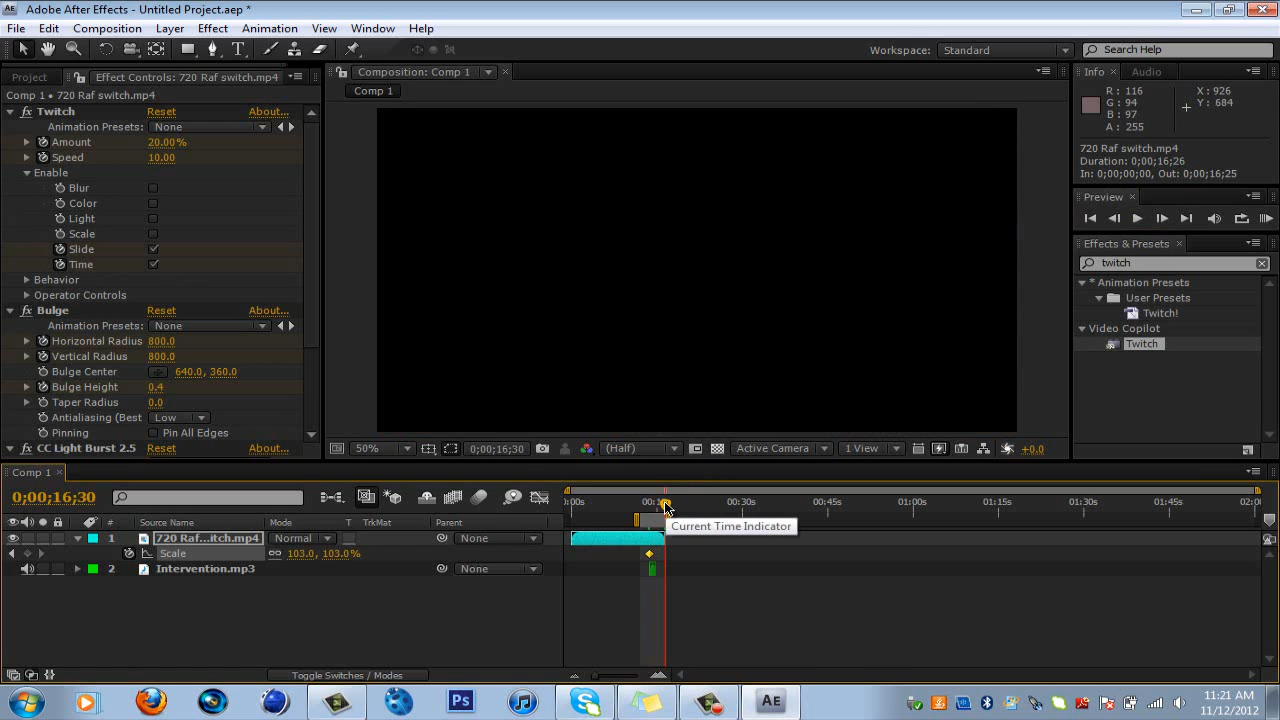 Adobe After Effects - Untitled Project.aep *
File Edit Composition Layer Effect Animation View Window Help
Workspace: Standard Search Help
Project Effect Controls: 720 Raf switch.mp4
Comp 1 • 720 Raf switch.mp4
fx Twitch Reset About...
Animation Presets: None
Amount 20.00%
Speed 10.00
Enable
Blur
Color
Light
Scale
Slide
Time
Behavior
Operator Controls
fx Bulge Reset About...
Animation Presets: None
Horizontal Radius 800.0
Vertical Radius 800.0
Bulge Center 640.0, 360.0
Bulge Height 0.4
Taper Radius 0.0
Antialiasing (Best Low
Pinning Pin All Edges
fx CC Light Burst 2.5 Reset About...
Composition: Comp 1
Comp 1
50% 0;00;16;30 (Half) Active Camera 1 View +0.0
Info Audio
R: 116 X: 926
G: 94 Y: 684
B: 97
A: 255
720 Raf switch.mp4
Duration: 0;00;16;26
In: 0;00;00;00, Out: 0;00;16;25
Preview
Effects & Presets
twitch
* Animation Presets
User Presets
Twitch!
Video Copilot
Twitch
Comp 1
0;00;16;30
:00s 00:30s 00:45s 01:00s 01:15s 01:30s 01:45s 02:0
# Source Name Mode T TrkMat Parent
1 720 Raf...itch.mp4 Normal None
Scale 103.0, 103.0%
2 Intervention.mp3 None
Current Time Indicator
Toggle Switches / Modes
Ps AE
11:21 AM
11/12/2012